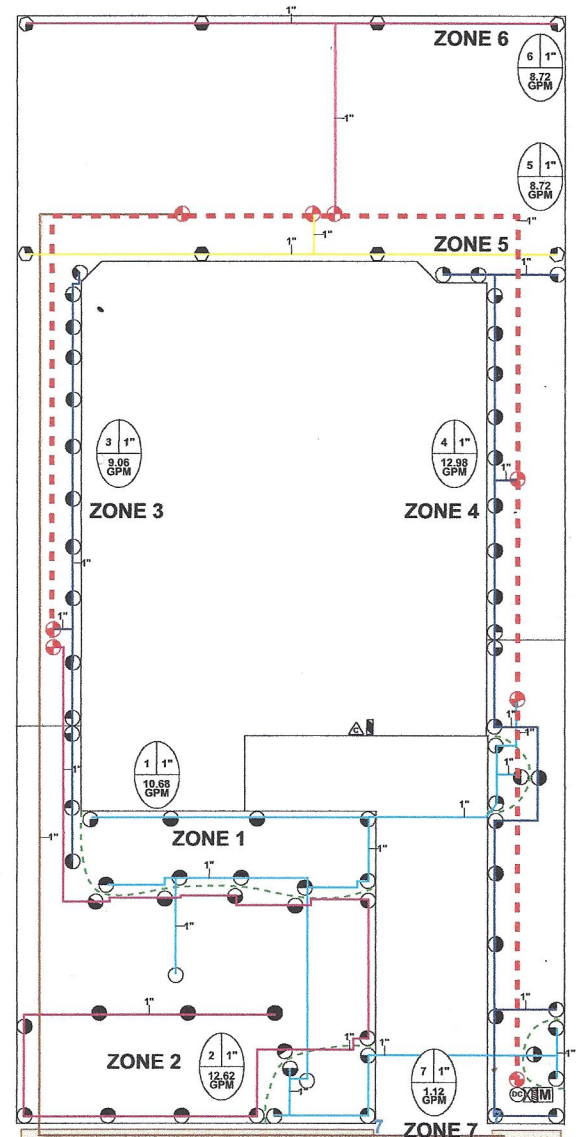 1"
ZONE 6
6 1"
8.72
GPM
1"
5 1"
8.72
GPM
1"
1"
1"
ZONE 5
1"
3 1"
9.06
GPM
4 1"
12.98
GPM
1"
ZONE 3
ZONE 4
1"
1"
1"
C
1"
1 1"
10.68
GPM
1"
1"
1"
1"
ZONE 1
1"
1"
1"
1"
1"
1"
ZONE 2
2 1"
12.62
GPM
1"
7 1"
1.12
GPM
DC
M
7
ZONE 7